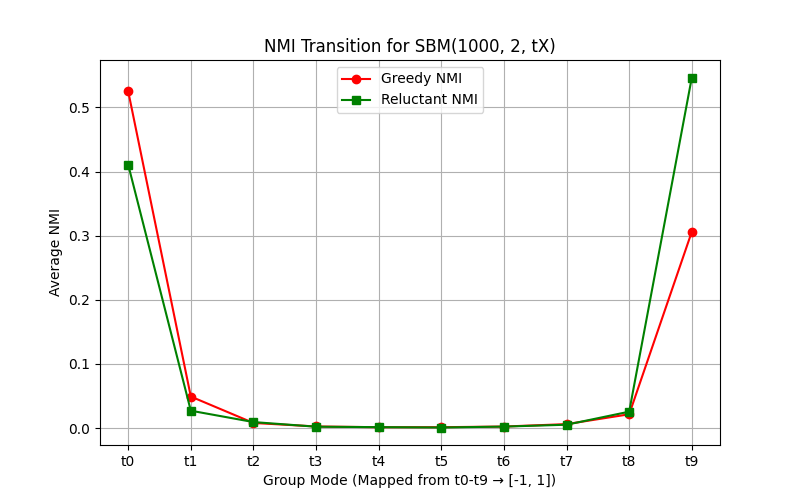 NMI Transition for SBM(1000, 2, tX)
Greedy NMI
Reluctant NMI
Average NMI
0.5
0.4
0.3
0.2
0.1
0.0
t0 t1 t2 t3 t4 t5 t6 t7 t8 t9
Group Mode (Mapped from t0-t9 → [-1, 1])